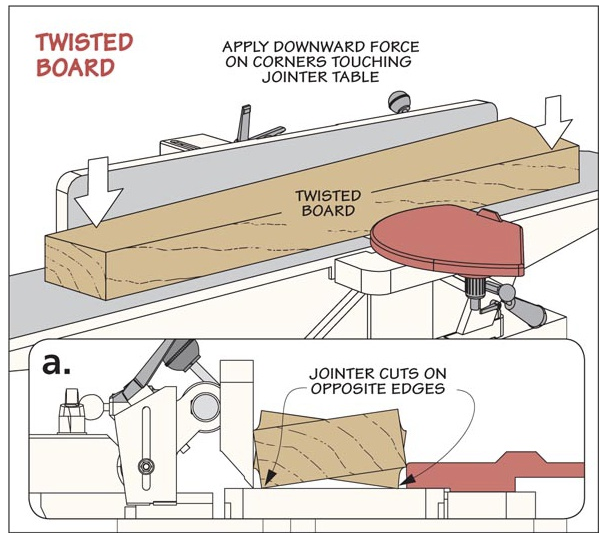 TWISTED
BOARD
APPLY DOWNWARD FORCE
ON CORNERS TOUCHING
JOINTER TABLE
TWISTED
BOARD
a.
JOINTER CUTS ON
OPPOSITE EDGES